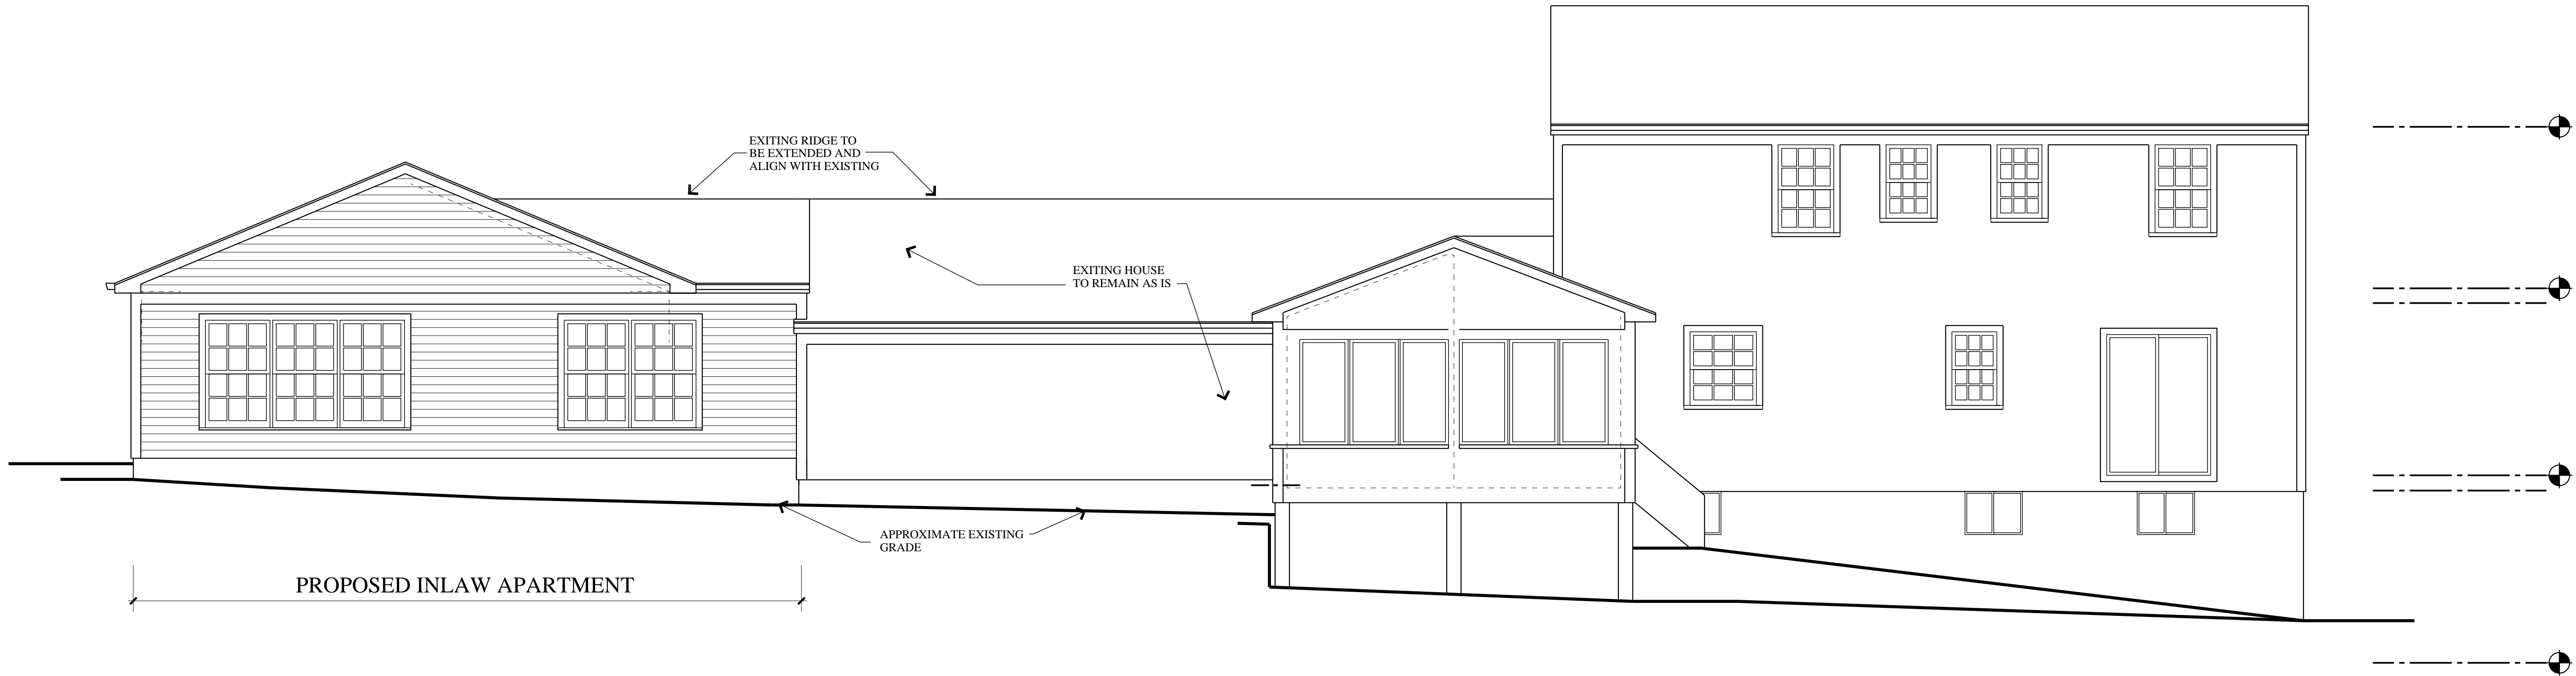 EXITING RIDGE TO
BE EXTENDED AND
ALIGN WITH EXISTING
EXITING HOUSE
TO REMAIN AS IS
APPROXIMATE EXISTING
GRADE
PROPOSED INLAW APARTMENT